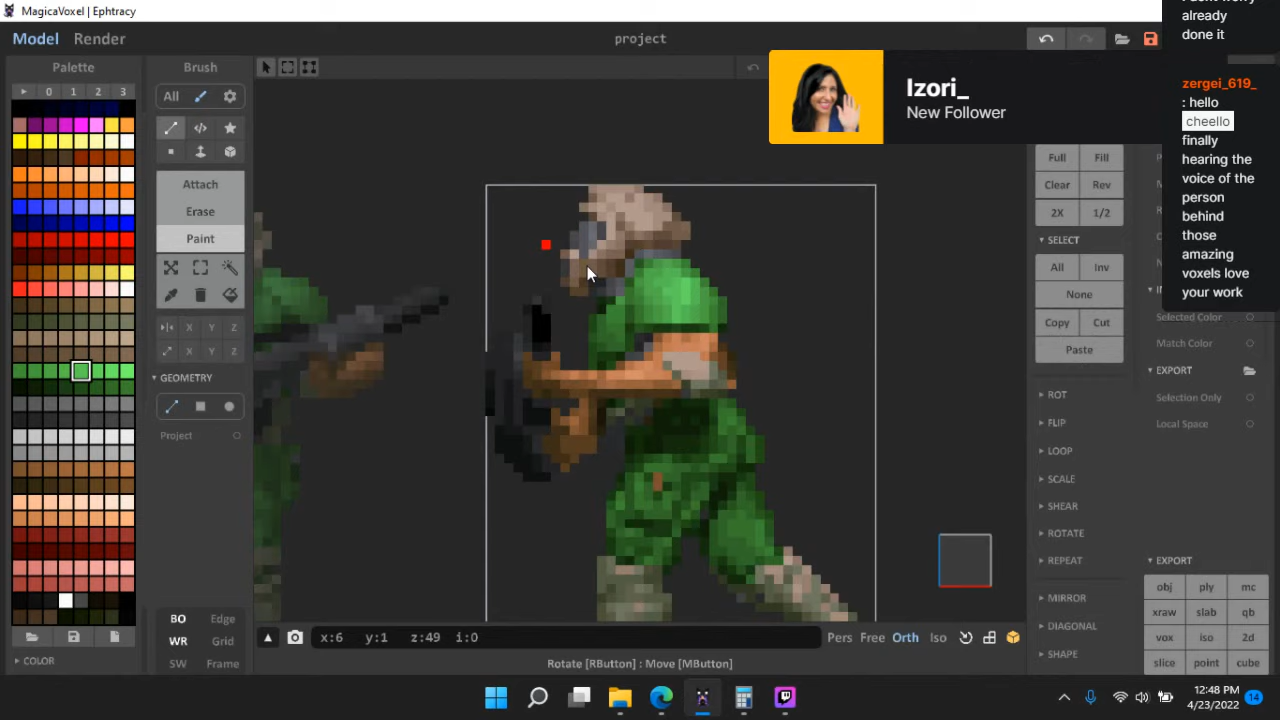 MagicaVoxel | Ephtracy
Model Render
project
already
done it
Izori_
New Follower
zergei_619_
: hello
cheello
finally
hearing the
voice of the
person
behind
those
amazing
voxels love
your work
Palette
0 1 2 3
COLOR
Brush
All
Attach
Erase
Paint
X Y Z
X Y Z
GEOMETRY
Project
BO Edge
WR Grid
SW Frame
x:6 y:1 z:49 i:0
Pers Free Orth Iso
Rotate [RButton] : Move [MButton]
Full Fill
Clear Rev
2X 1/2
SELECT
All Inv
None
Copy Cut
Paste
ROT
FLIP
LOOP
SCALE
SHEAR
ROTATE
REPEAT
MIRROR
DIAGONAL
SHAPE
Selected Color
Match Color
EXPORT
Selection Only
Local Space
EXPORT
obj ply mc
xraw slab qb
vox iso 2d
slice point cube
12:48 PM
4/23/2022
14